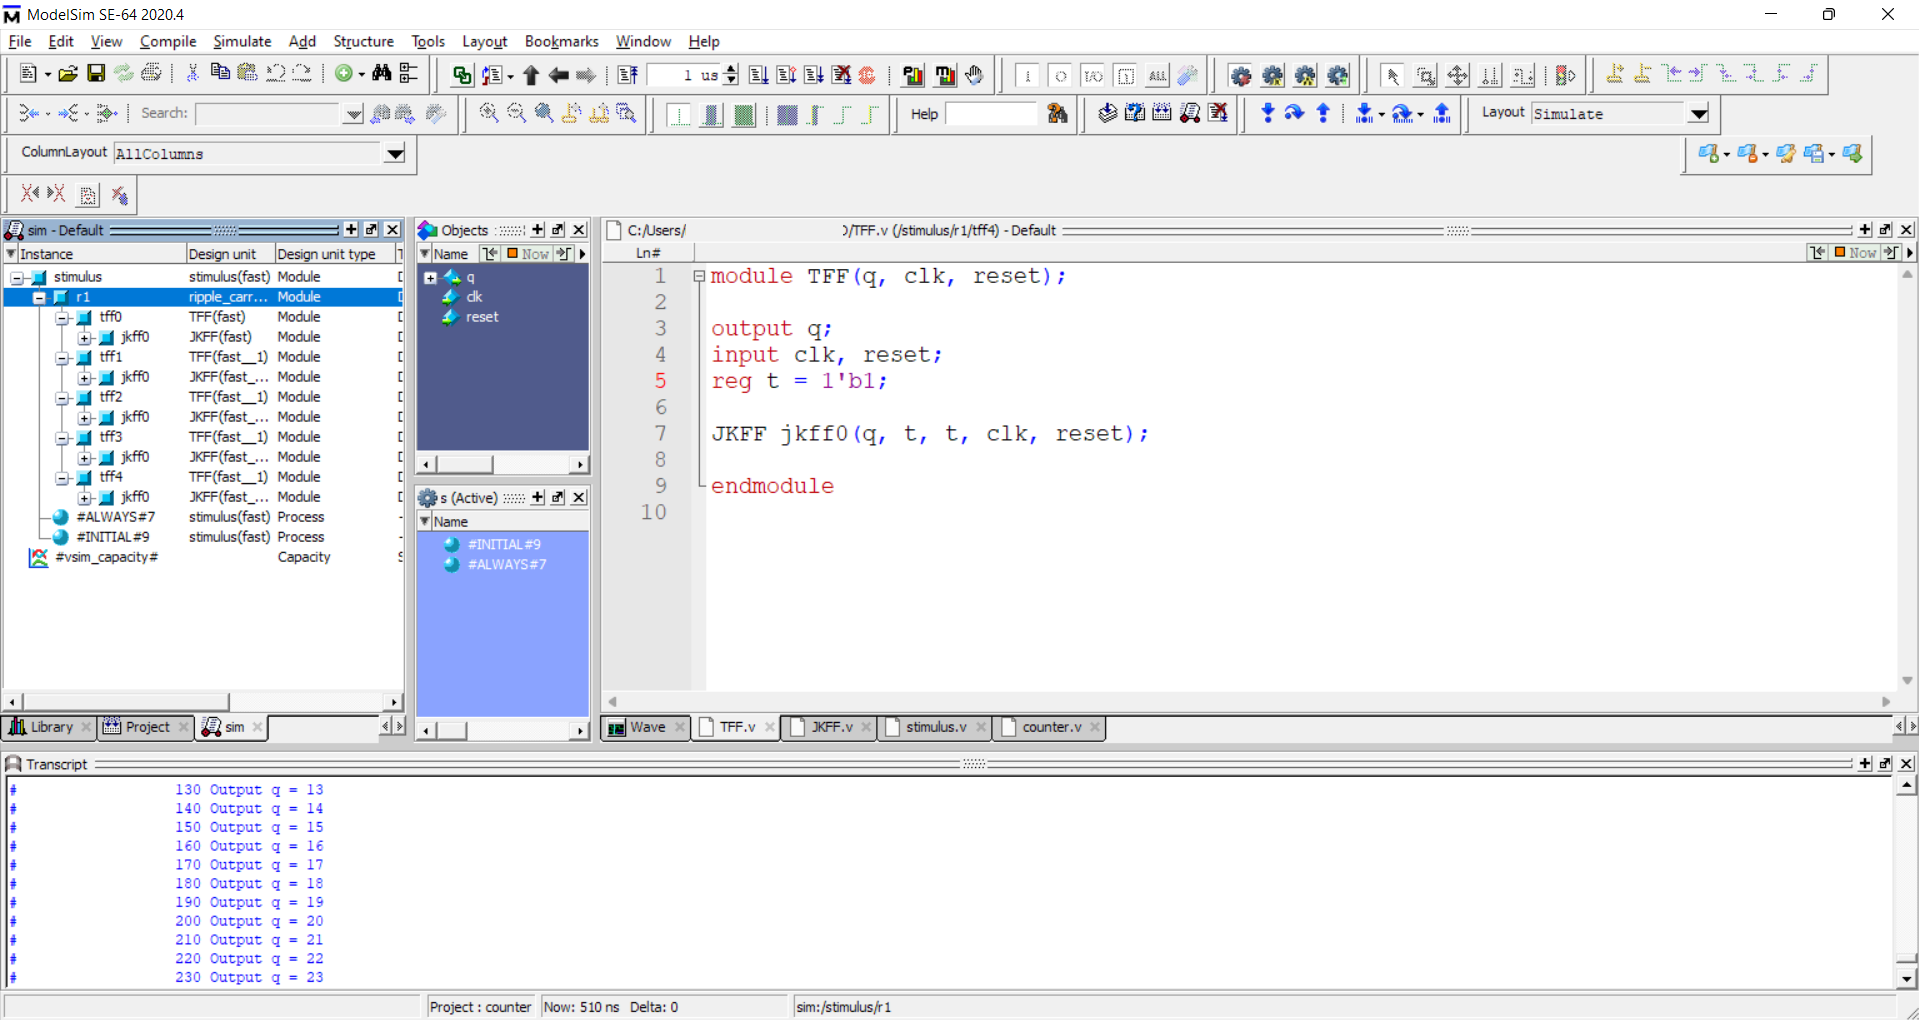 ModelSim SE-64 2020.4
File Edit View Compile Simulate Add Structure Tools Layout Bookmarks Window Help
1 us
I/O ALL
Search:
Help
Layout Simulate
ColumnLayout AllColumns
sim - Default
Instance Design unit Design unit type
stimulus stimulus(fast) Module
r1 ripple_carr... Module
tff0 TFF(fast) Module
jkff0 JKFF(fast) Module
tff1 TFF(fast__1) Module
jkff0 JKFF(fast_... Module
tff2 TFF(fast__1) Module
jkff0 JKFF(fast_... Module
tff3 TFF(fast__1) Module
jkff0 JKFF(fast_... Module
tff4 TFF(fast__1) Module
jkff0 JKFF(fast_... Module
#ALWAYS#7 stimulus(fast) Process
#INITIAL#9 stimulus(fast) Process
#vsim_capacity# Capacity
Library Project sim
Objects
Name Now
q
clk
reset
s (Active)
Name
#INITIAL#9
#ALWAYS#7
C:/Users/ )/TFF.v (/stimulus/r1/tff4) - Default
Ln# Now
1 module TFF(q, clk, reset);
2
3 output q;
4 input clk, reset;
5 reg t = 1'b1;
6
7 JKFF jkff0(q, t, t, clk, reset);
8
9 endmodule
10
Wave TFF.v JKFF.v stimulus.v counter.v
Transcript
# 130 Output q = 13
# 140 Output q = 14
# 150 Output q = 15
# 160 Output q = 16
# 170 Output q = 17
# 180 Output q = 18
# 190 Output q = 19
# 200 Output q = 20
# 210 Output q = 21
# 220 Output q = 22
# 230 Output q = 23
Project : counter Now: 510 ns Delta: 0 sim:/stimulus/r1